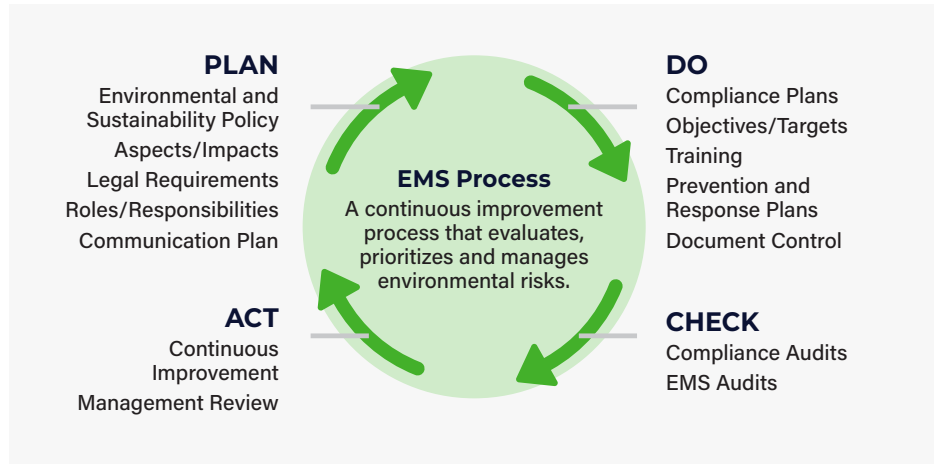 PLAN
Environmental and
Sustainability Policy
Aspects/Impacts
Legal Requirements
Roles/Responsibilities
Communication Plan
DO
Compliance Plans
Objectives/Targets
Training
Prevention and
Response Plans
Document Control
EMS Process
A continuous improvement
process that evaluates,
prioritizes and manages
environmental risks.
ACT
Continuous
Improvement
Management Review
CHECK
Compliance Audits
EMS Audits